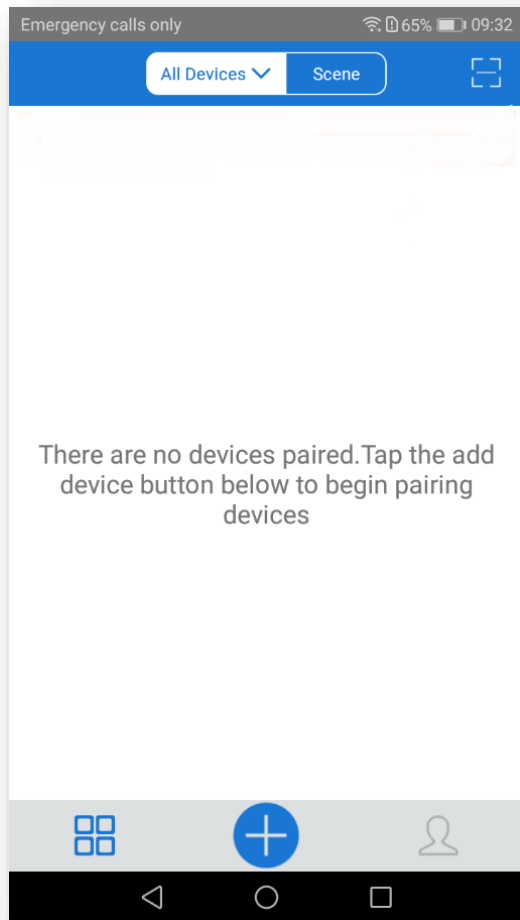 Emergency calls only 65% 09:32
All Devices Scene
There are no devices paired.Tap the add
device button below to begin pairing
devices